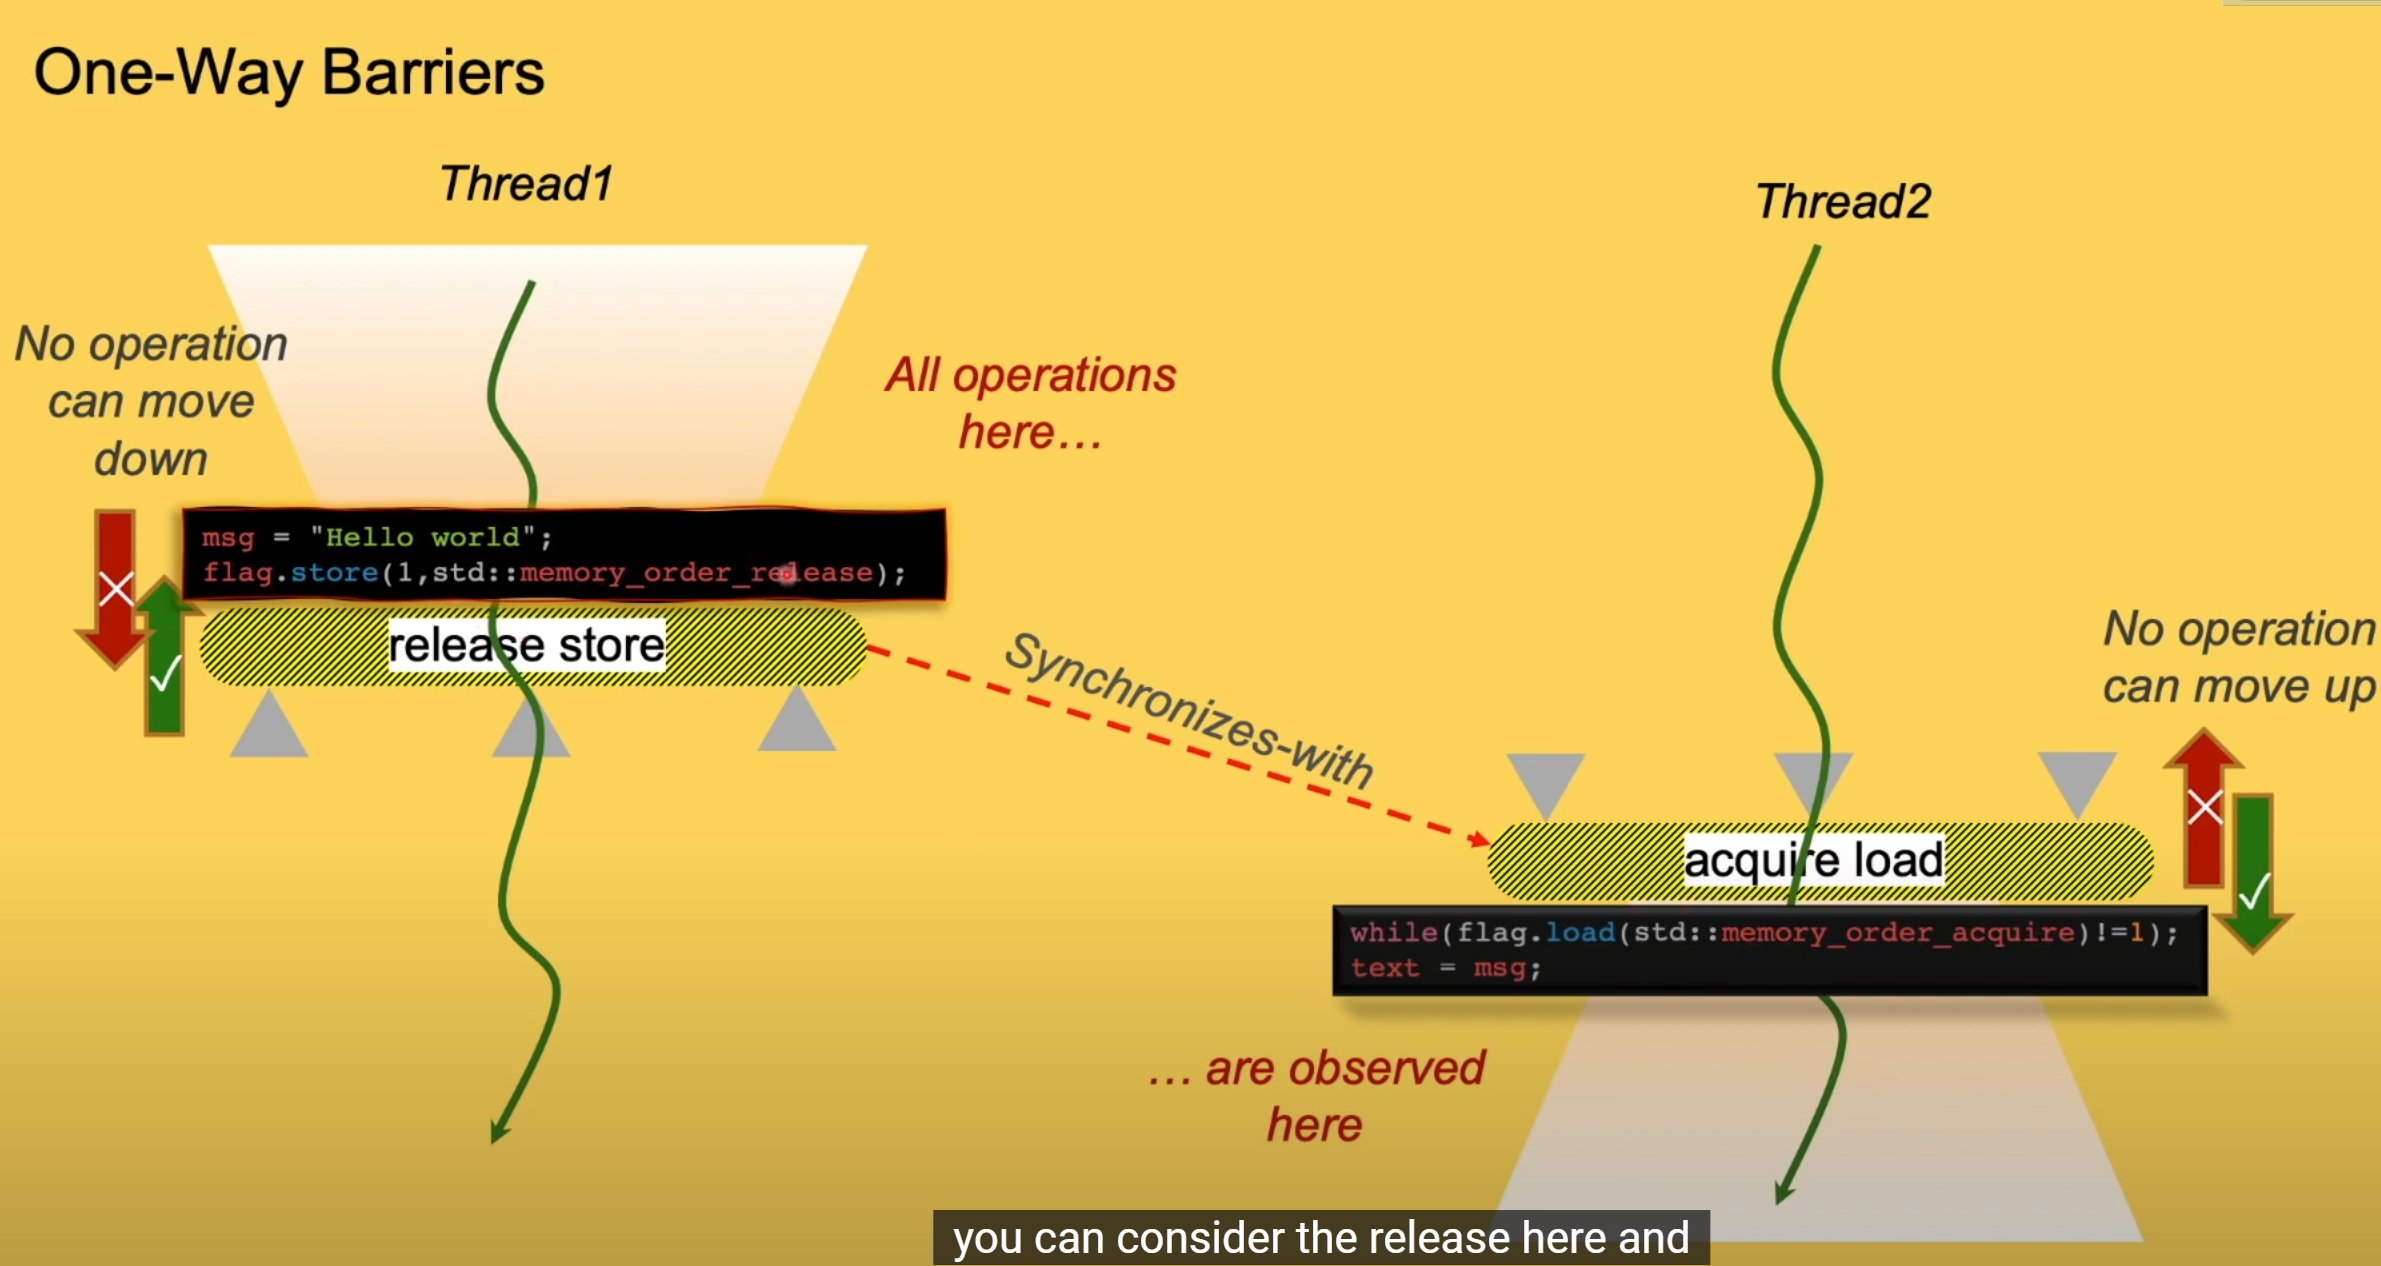 One-Way Barriers
Thread1
Thread2
No operation
can move
down
All operations
here…
msg = "Hello world";
flag.store(1,std::memory_order_release);
release store
Synchronizes-with
No operation
can move up
acquire load
while(flag.load(std::memory_order_acquire)!=1);
text = msg;
… are observed
here
you can consider the release here and